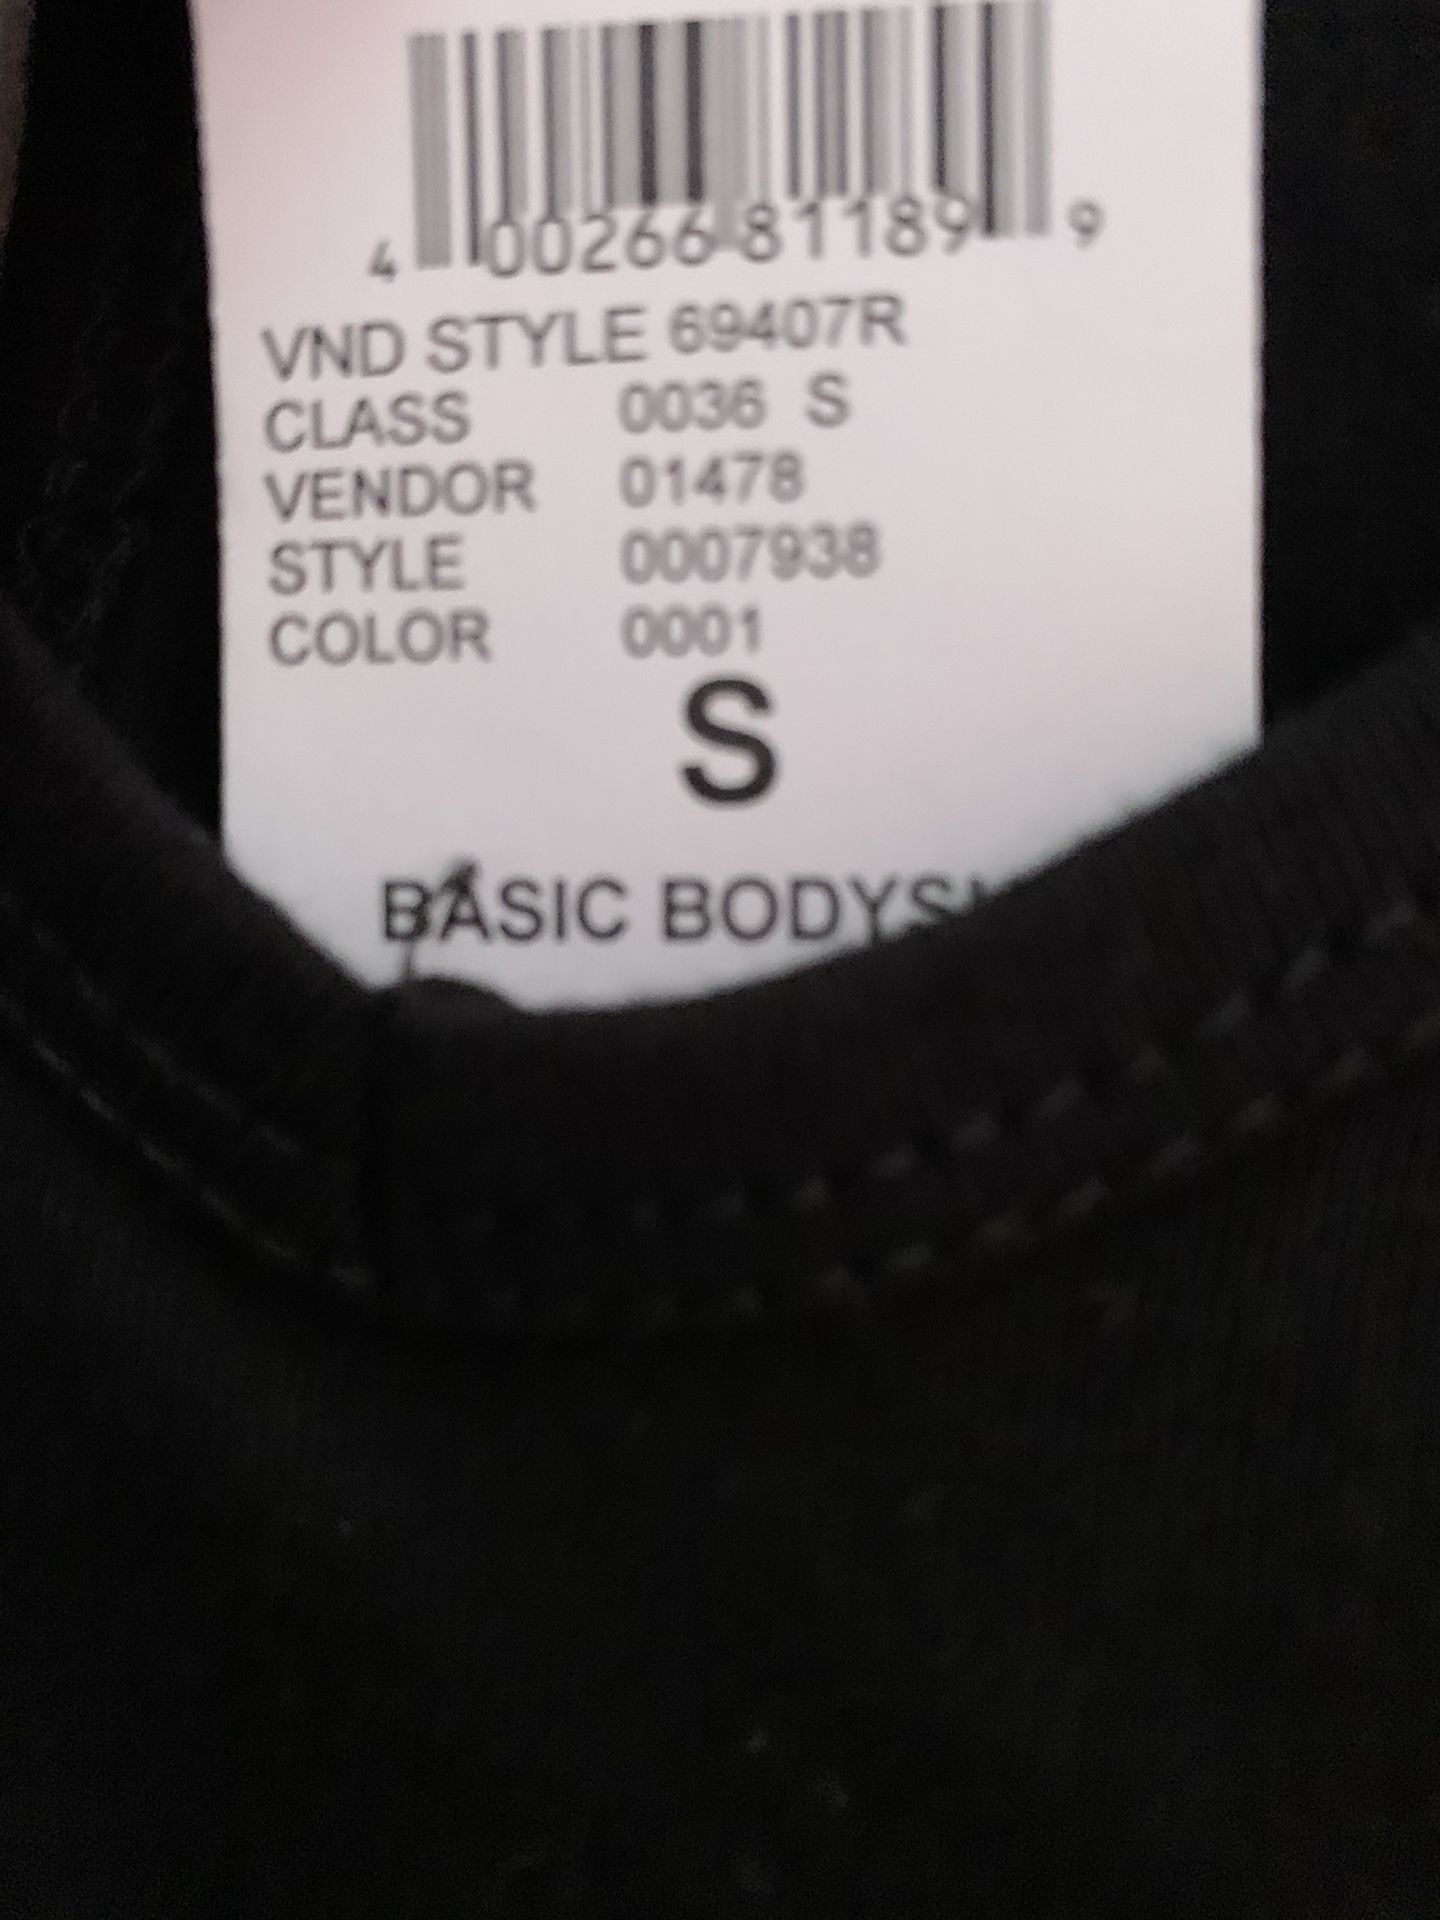 4 00266 81189 9
VND STYLE 69407R
CLASS 0036 S
VENDOR 01478
STYLE 0007938
COLOR 0001
S
BASIC